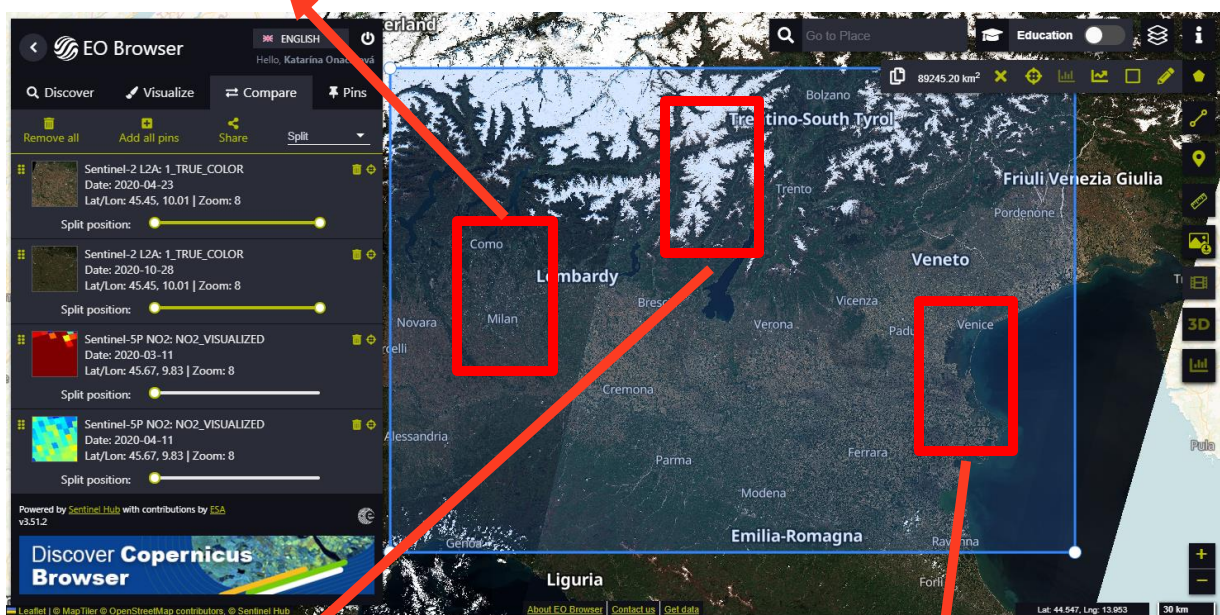 EO Browser
ENGLISH
Hello, Katarína
Discover
Visualize
Compare
Pins
Remove all
Add all pins
Share
Split
Sentinel-2 L2A: 1_TRUE_COLOR
Date: 2020-04-23
Lat/Lon: 45.45, 10.01 | Zoom: 8
Split position:
Sentinel-2 L2A: 1_TRUE_COLOR
Date: 2020-10-28
Lat/Lon: 45.45, 10.01 | Zoom: 8
Split position:
Sentinel-5P NO2: NO2_VISUALIZED
Date: 2020-03-11
Lat/Lon: 45.67, 9.83 | Zoom: 8
Split position:
Sentinel-5P NO2: NO2_VISUALIZED
Date: 2020-04-11
Lat/Lon: 45.67, 9.83 | Zoom: 8
Split position:
Powered by Sentinel Hub with contributions by ESA
v3.51.2
Discover Copernicus
Browser
Leaflet | © MapTiler © OpenStreetMap contributors, © Sentinel Hub
erland
Go to Place
Education
89245.20 km²
Bolzano
Trentino-South Tyrol
Trento
Friuli Venezia Giulia
Pordenone
Como
Lombardy
Veneto
Novara
Milan
Vicenza
Verona
Venice
3D
Cremona
Alessandria
Parma
Ferrara
Pula
Modena
Emilia-Romagna
Genoa
Ravenna
Liguria
Forlì
About EO Browser | Contact us | Get data
Lat: 44.547, Lng: 13.953
30 km